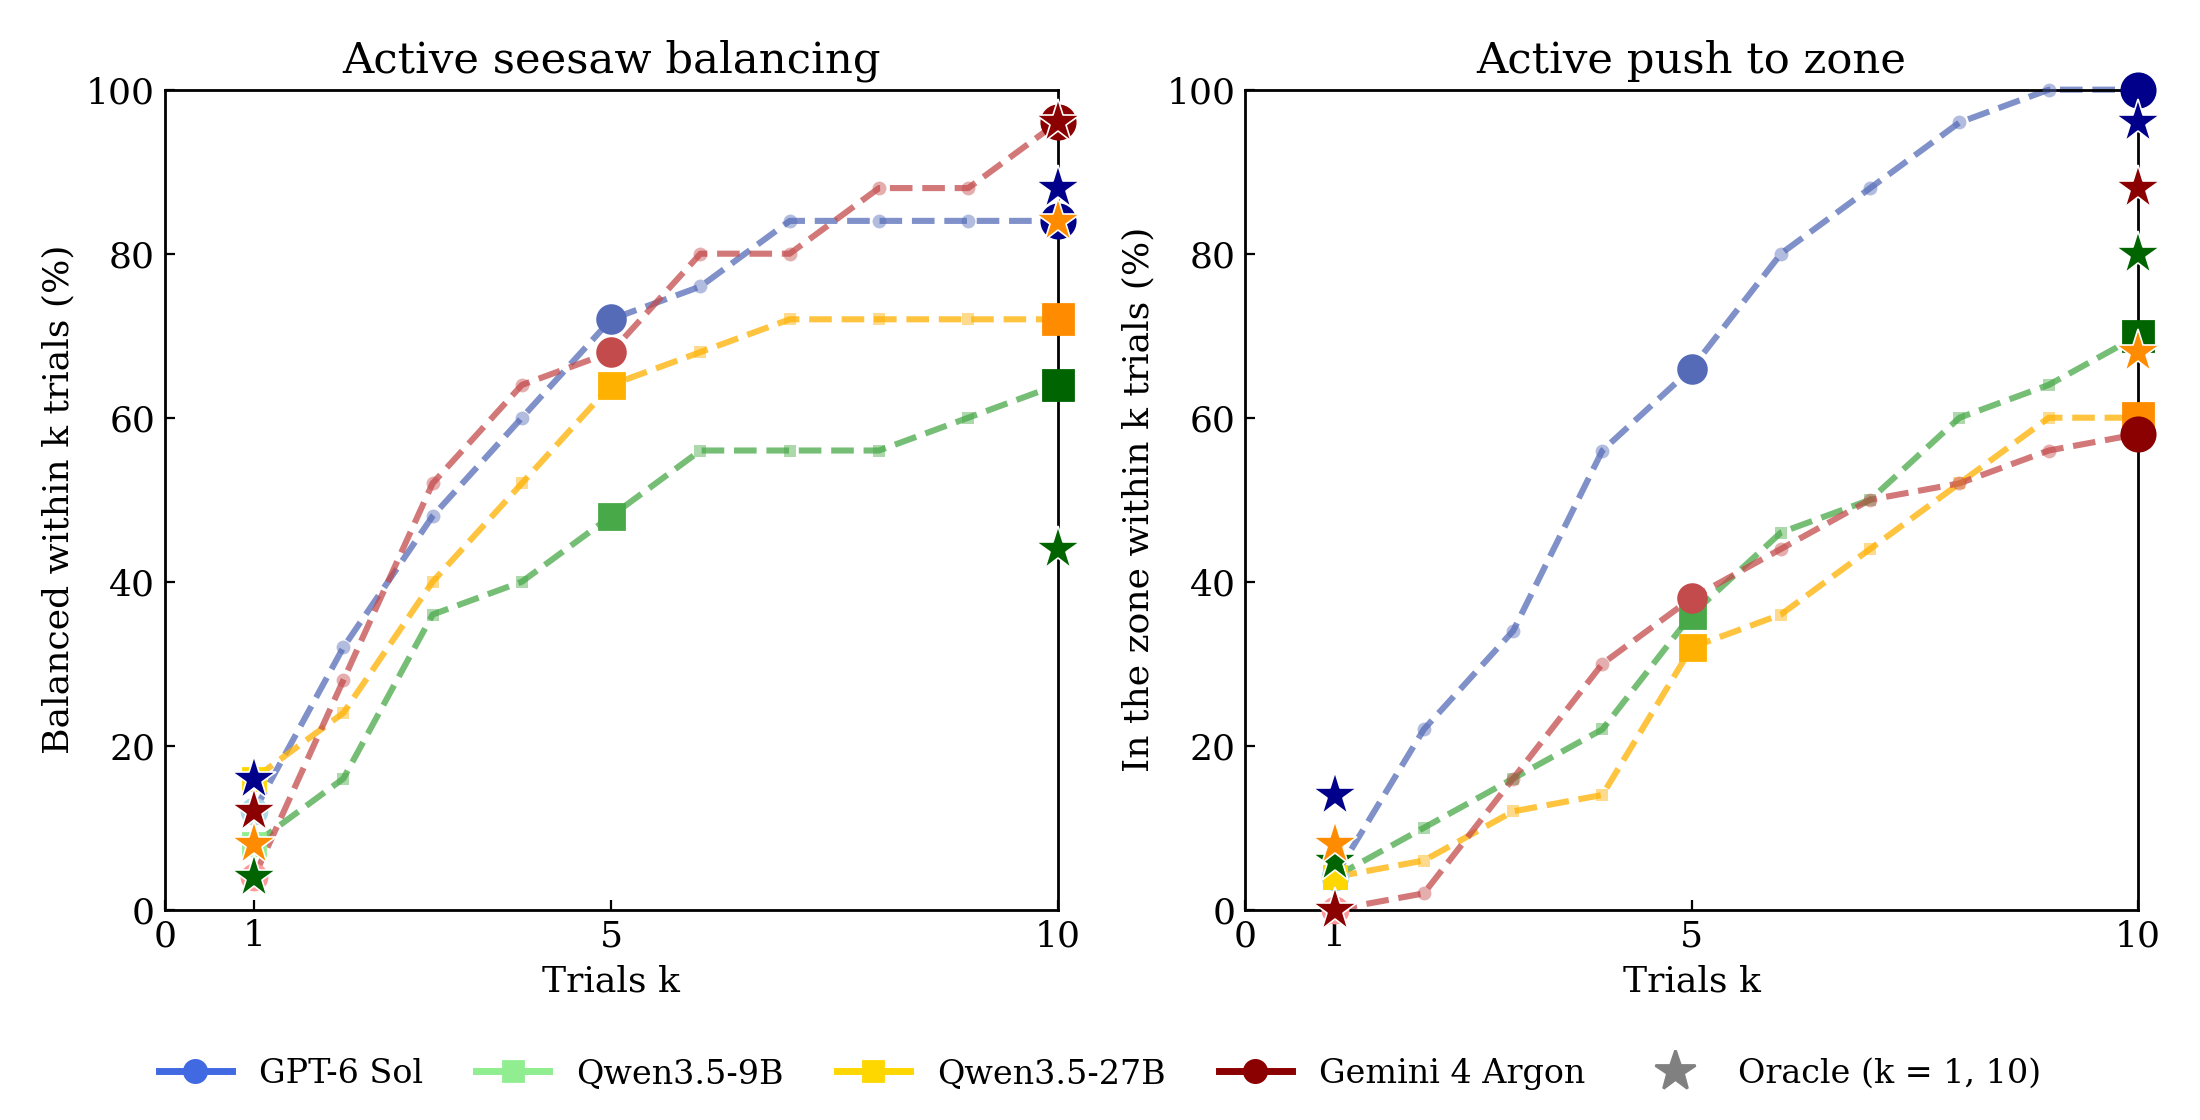 Active seesaw balancing
Balanced within k trials (%)
100
80
60
40
20
0
0 1 5 10
Trials k
Active push to zone
In the zone within k trials (%)
100
80
60
40
20
0
0 1 5 10
Trials k
GPT-6 Sol Qwen3.5-9B Qwen3.5-27B Gemini 4 Argon Oracle (k = 1, 10)